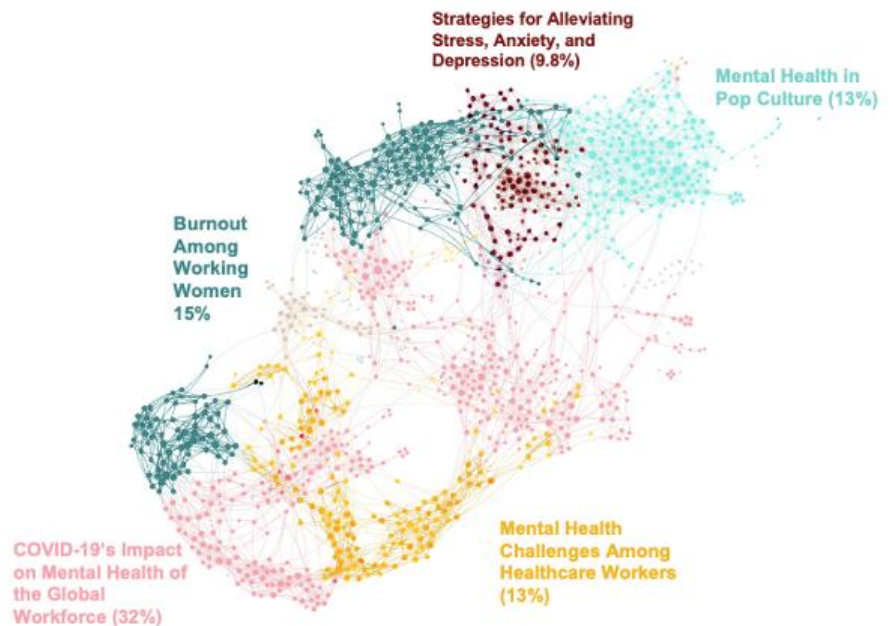 Strategies for Alleviating
Stress, Anxiety, and
Depression (9.8%)
Mental Health in
Pop Culture (13%)
Burnout
Among
Working
Women
15%
COVID-19's Impact
on Mental Health of
the Global
Workforce (32%)
Mental Health
Challenges Among
Healthcare Workers
(13%)